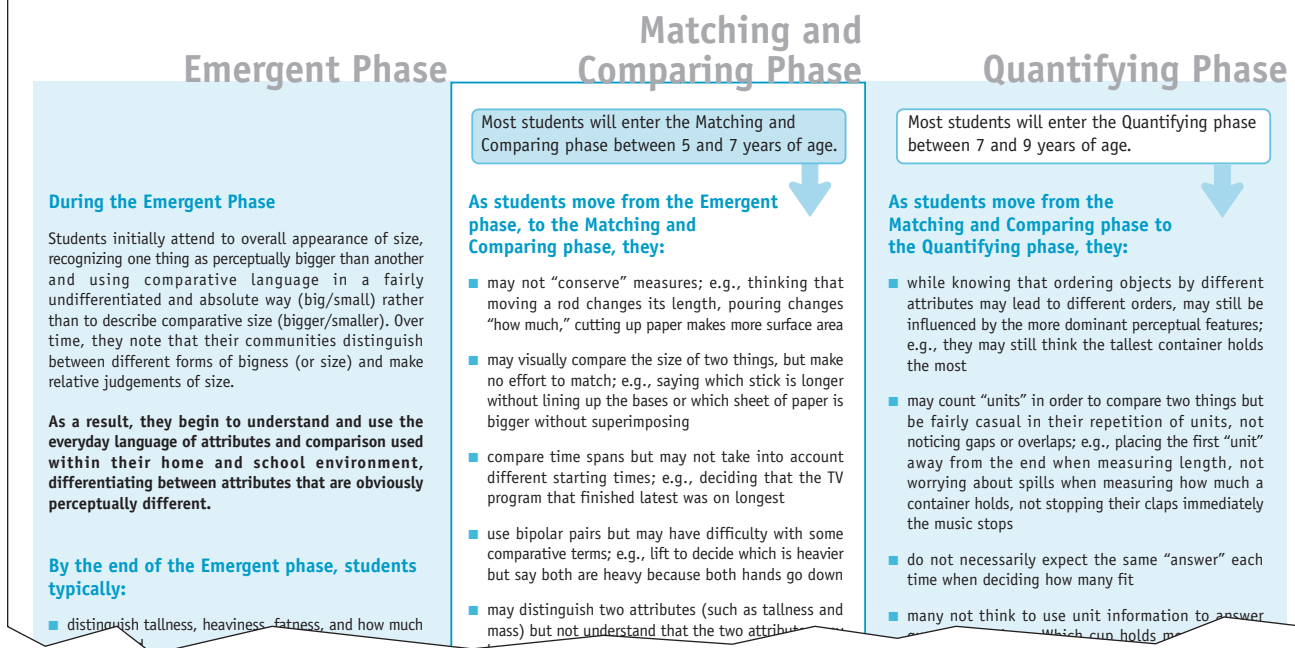 Emergent Phase
During the Emergent Phase
Students initially attend to overall appearance of size,
recognizing one thing as perceptually bigger than another
and using comparative language in a fairly
undifferentiated and absolute way (big/small) rather
than to describe comparative size (bigger/smaller). Over
time, they note that their communities distinguish
between different forms of bigness (or size) and make
relative judgements of size.
As a result, they begin to understand and use the
everyday language of attributes and comparison used
within their home and school environment,
differentiating between attributes that are obviously
perceptually different.
By the end of the Emergent phase, students
typically:
■ distinguish tallness, heaviness, fatness, and how much
Matching and
Comparing Phase
Most students will enter the Matching and
Comparing phase between 5 and 7 years of age.
As students move from the Emergent
phase, to the Matching and
Comparing phase, they:
■ may not “conserve” measures; e.g., thinking that
moving a rod changes its length, pouring changes
“how much,” cutting up paper makes more surface area
■ may visually compare the size of two things, but make
no effort to match; e.g., saying which stick is longer
without lining up the bases or which sheet of paper is
bigger without superimposing
■ compare time spans but may not take into account
different starting times; e.g., deciding that the TV
program that finished latest was on longest
■ use bipolar pairs but may have difficulty with some
comparative terms; e.g., lift to decide which is heavier
but say both are heavy because both hands go down
■ may distinguish two attributes (such as tallness and
mass) but not understand that the two
Quantifying Phase
Most students will enter the Quantifying phase
between 7 and 9 years of age.
As students move from the
Matching and Comparing phase to
the Quantifying phase, they:
■ while knowing that ordering objects by different
attributes may lead to different orders, may still be
influenced by the more dominant perceptual features;
e.g., they may still think the tallest container holds
the most
■ may count “units” in order to compare two things but
be fairly casual in their repetition of units, not
noticing gaps or overlaps; e.g., placing the first “unit”
away from the end when measuring length, not
worrying about spills when measuring how much a
container holds, not stopping their claps immediately
the music stops
■ do not necessarily expect the same “answer” each
time when deciding how many fit
■ many not think to use unit information to answer
Which cup holds